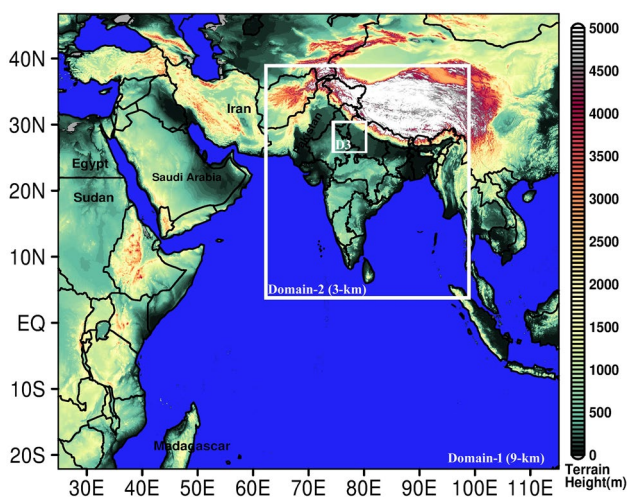 40N
30N
20N
10N
EQ
10S
20S
Iran
Egypt
Saudi Arabia
Sudan
D3
Domain-2 (3-km)
Madagascar
Domain-1 (9-km)
30E 40E 50E 60E 70E 80E 90E 100E 110E
5000
4500
4000
3500
3000
2500
2000
1500
1000
500
0
Terrain
Height(m)